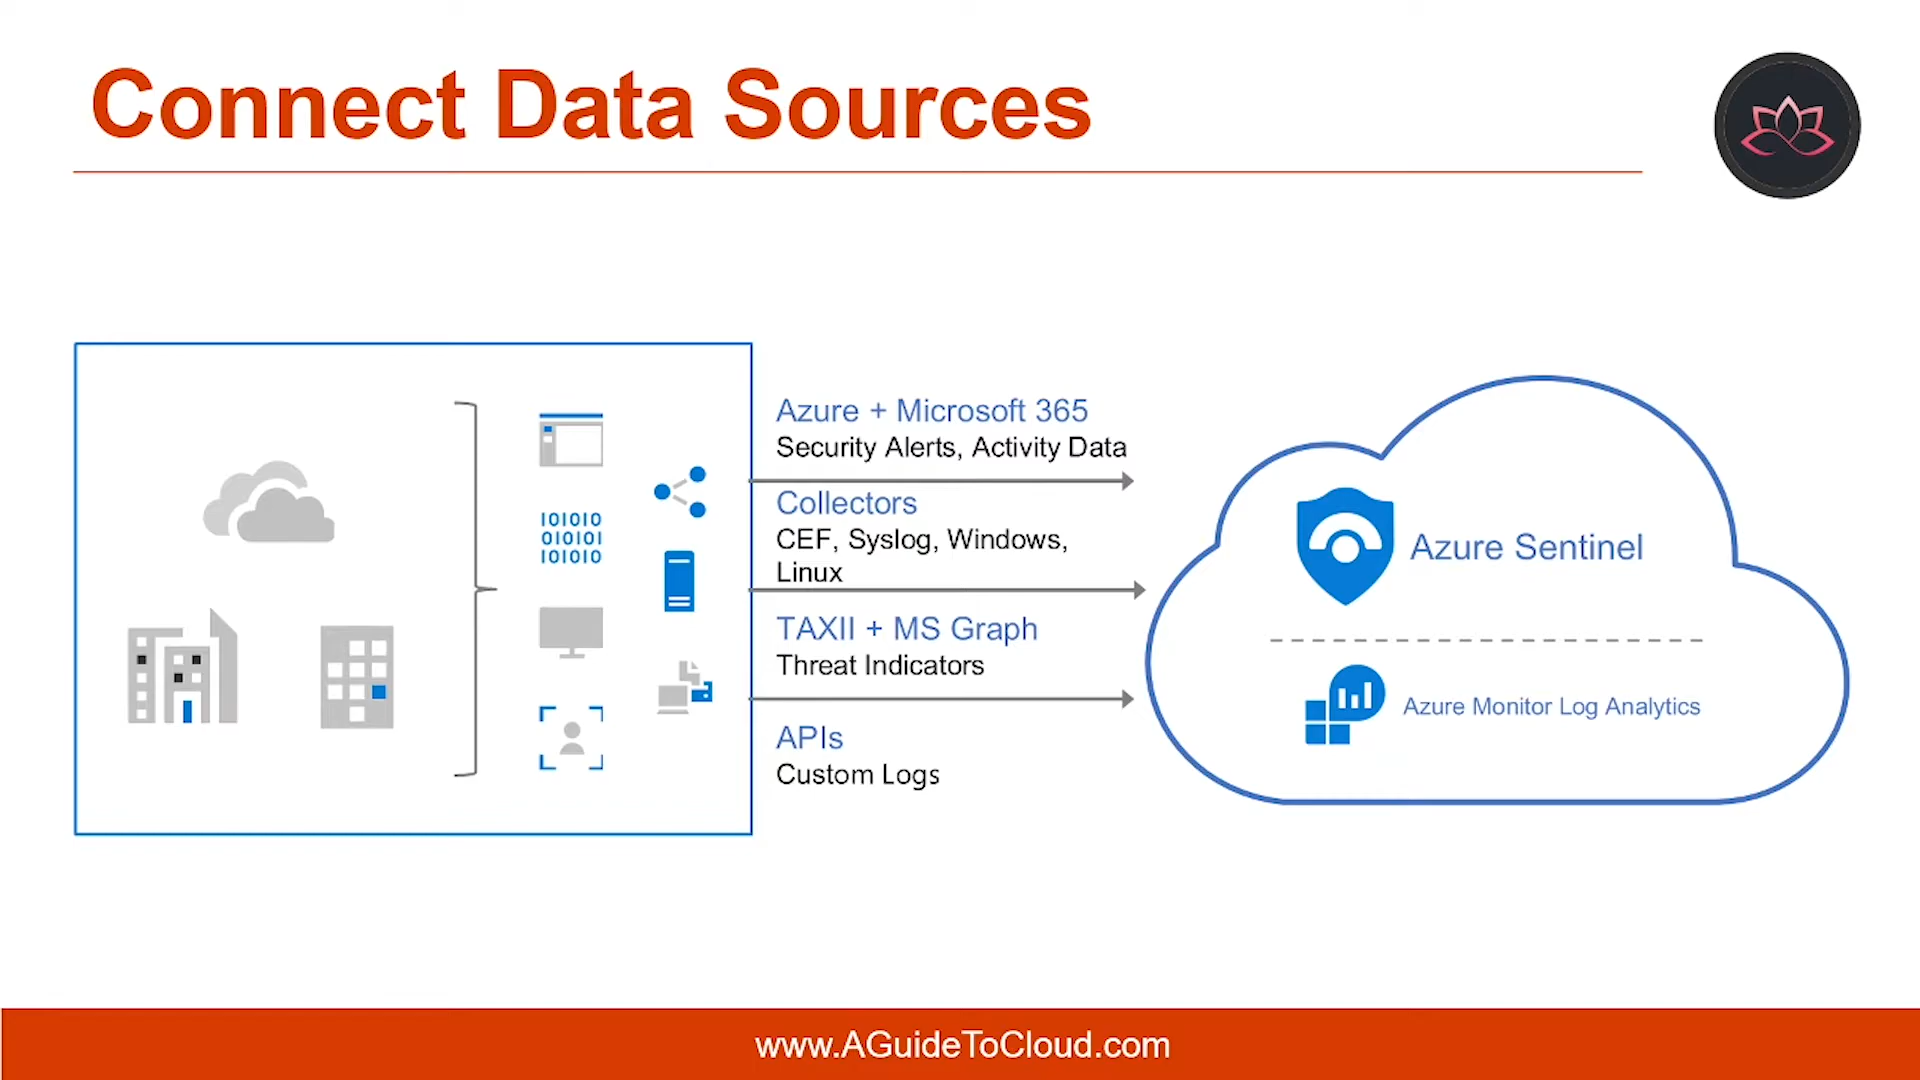 Connect Data Sources
Azure + Microsoft 365
Security Alerts, Activity Data
Collectors
CEF, Syslog, Windows,
Linux
TAXII + MS Graph
Threat Indicators
APIs
Custom Logs
101010
010101
101010
Azure Sentinel
Azure Monitor Log Analytics
www.AGuideToCloud.com